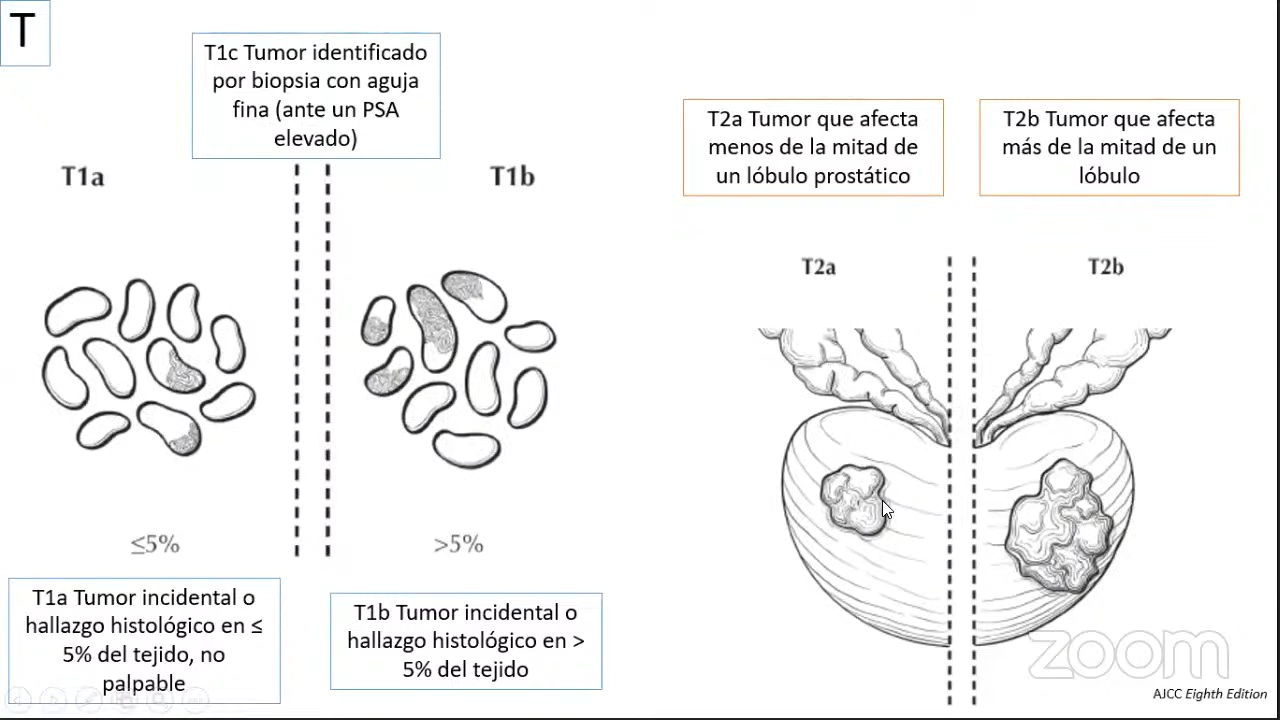 T
T1c Tumor identificado
por biopsia con aguja
fina (ante un PSA
elevado)
T1a
T1b
≤5%
>5%
T1a Tumor incidental o
hallazgo histológico en ≤
5% del tejido, no
palpable
T1b Tumor incidental o
hallazgo histológico en >
5% del tejido
T2a Tumor que afecta
menos de la mitad de
un lóbulo prostático
T2b Tumor que afecta
más de la mitad de un
lóbulo
T2a
T2b
zoom
AJCC Eighth Edition